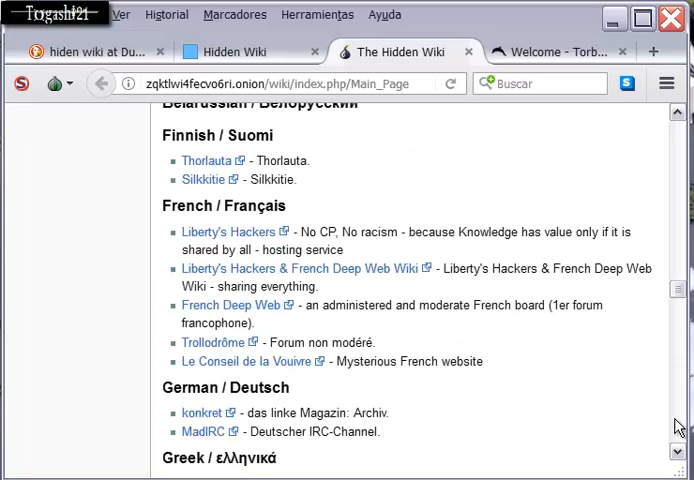 Togashi21
Ver Historial Marcadores Herramientas Ayuda
hiden wiki at Du... × Hidden Wiki × The Hidden Wiki × Welcome - Torb... × +
zqktlwi4fecvo6ri.onion/wiki/index.php/Main_Page Buscar
Belarussian / Белорусский
Finnish / Suomi
Thorlauta - Thorlauta.
Silkkitie - Silkkitie.
French / Français
Liberty's Hackers - No CP, No racism - because Knowledge has value only if it is
shared by all - hosting service
Liberty's Hackers & French Deep Web Wiki - Liberty's Hackers & French Deep Web
Wiki - sharing everything.
French Deep Web - an administered and moderate French board (1er forum
francophone).
Trollodrôme - Forum non modéré.
Le Conseil de la Vouivre - Mysterious French website
German / Deutsch
konkret - das linke Magazin: Archiv.
MadIRC - Deutscher IRC-Channel.
Greek / ελληνικά